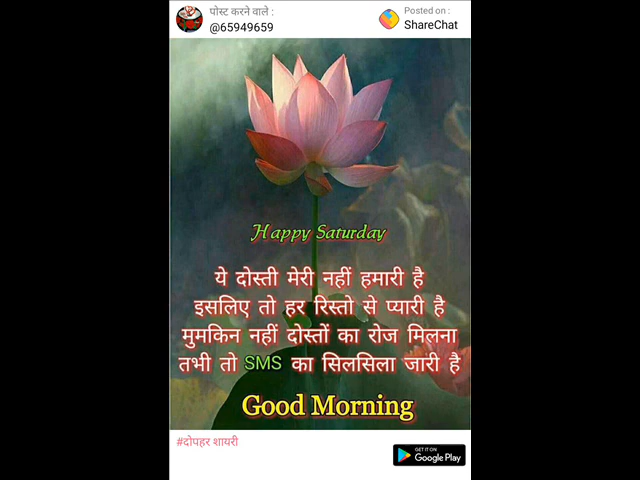 पोस्ट करने वाले :
@65949659
Posted on :
ShareChat
Happy Saturday
ये दोस्ती मेरी नहीं हमारी है
इसलिए तो हर रिस्तो से प्यारी है
मुमकिन नहीं दोस्तों का रोज मिलना
तभी तो SMS का सिलसिला जारी है
Good Morning
#दोपहर शायरी
GET IT ON
Google Play